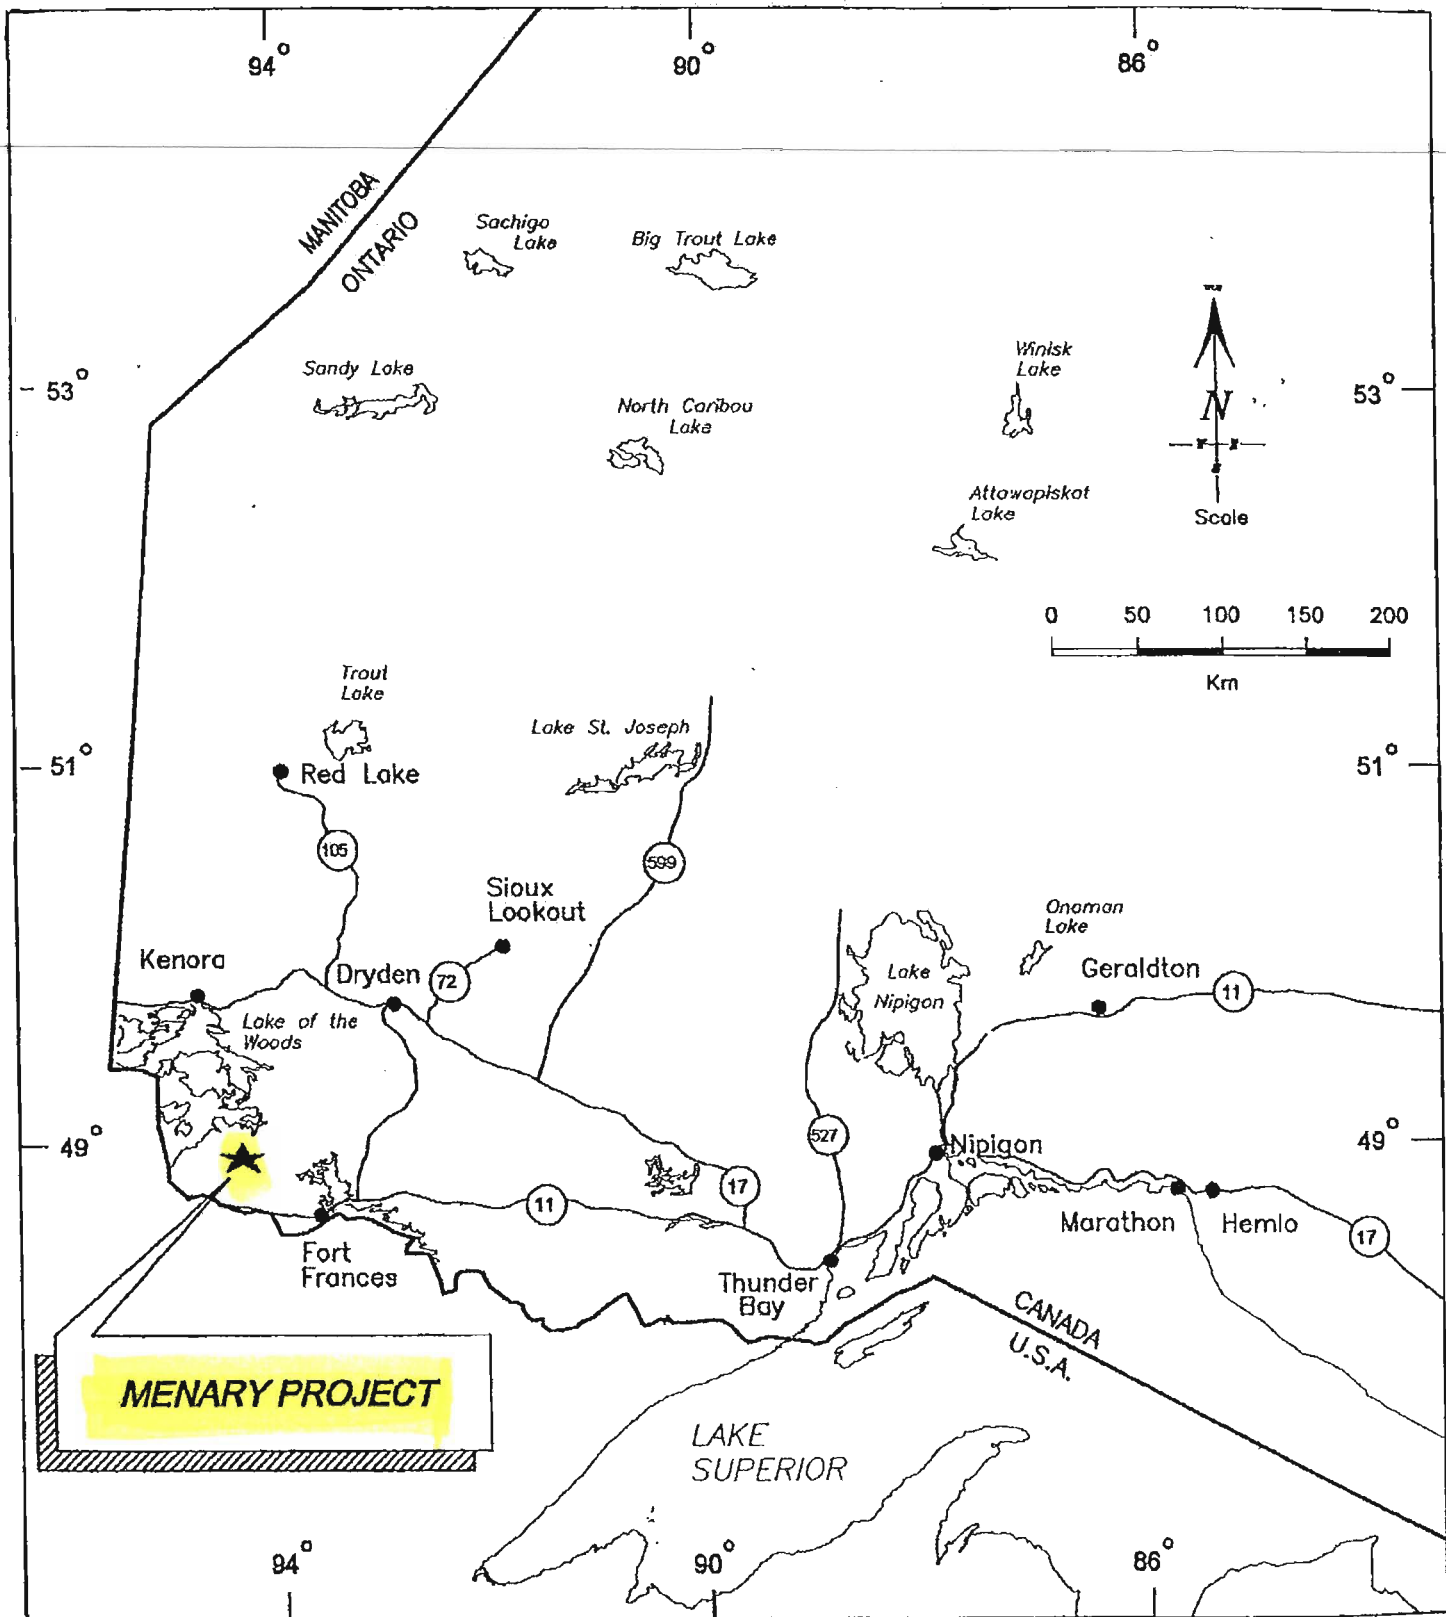 94°
90°
86°
MANITOBA
ONTARIO
Sachigo
Lake
Big Trout Lake
Sandy Lake
Winisk
Lake
53°
53°
North Caribou
Lake
N
Attawapiskat
Lake
Scale
0 50 100 150 200
Km
Trout
Lake
Lake St. Joseph
51°
51°
Red Lake
105
599
Sioux
Lookout
Onaman
Lake
Kenora
Dryden
72
Lake
Nipigon
Geraldton
11
Lake of the
Woods
49°
527
Nipigon
49°
17
11
Marathon
Hemlo
17
Fort
Frances
Thunder
Bay
CANADA
U.S.A.
MENARY PROJECT
LAKE
SUPERIOR
94°
90°
86°